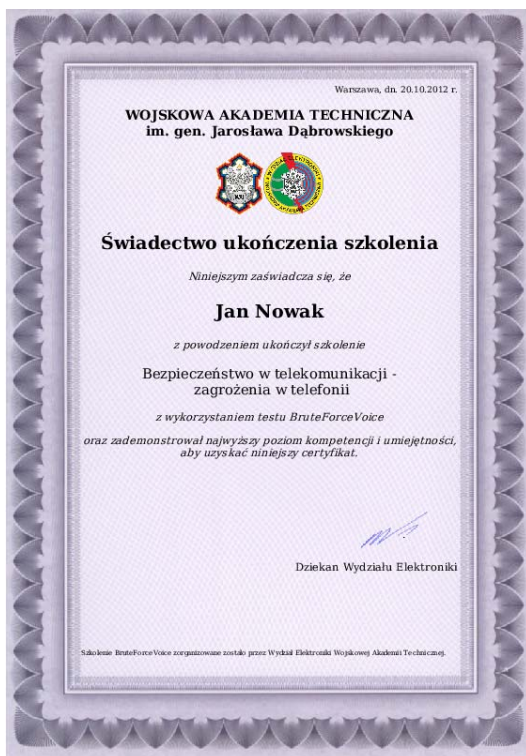 Warszawa, dn. 20.10.2012 r.
WOJSKOWA AKADEMIA TECHNICZNA
im. gen. Jarosława Dąbrowskiego
Świadectwo ukończenia szkolenia
Niniejszym zaświadcza się, że
Jan Nowak
z powodzeniem ukończył szkolenie
Bezpieczeństwo w telekomunikacji -
zagrożenia w telefonii
z wykorzystaniem testu BruteForceVoice
oraz zademonstrował najwyższy poziom kompetencji i umiejętności,
aby uzyskać niniejszy certyfikat.
Dziekan Wydziału Elektroniki
Szkolenie BruteForceVoice zorganizowane zostało przez Wydział Elektroniki Wojskowej Akademii Technicznej.